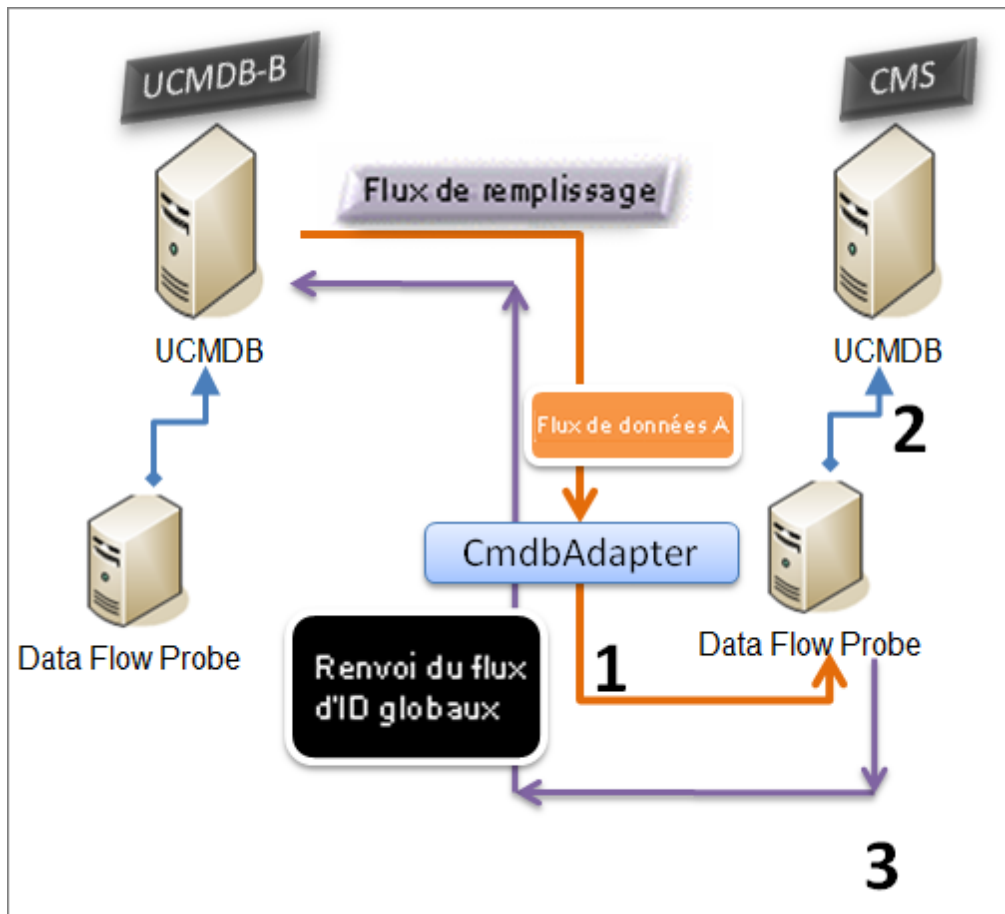 UCMDB-B
CMS
Flux de remplissage
UCMDB
UCMDB
Flux de données A
2
CmdbAdapter
Data Flow Probe
Data Flow Probe
1
Renvoi du flux
d'ID globaux
3